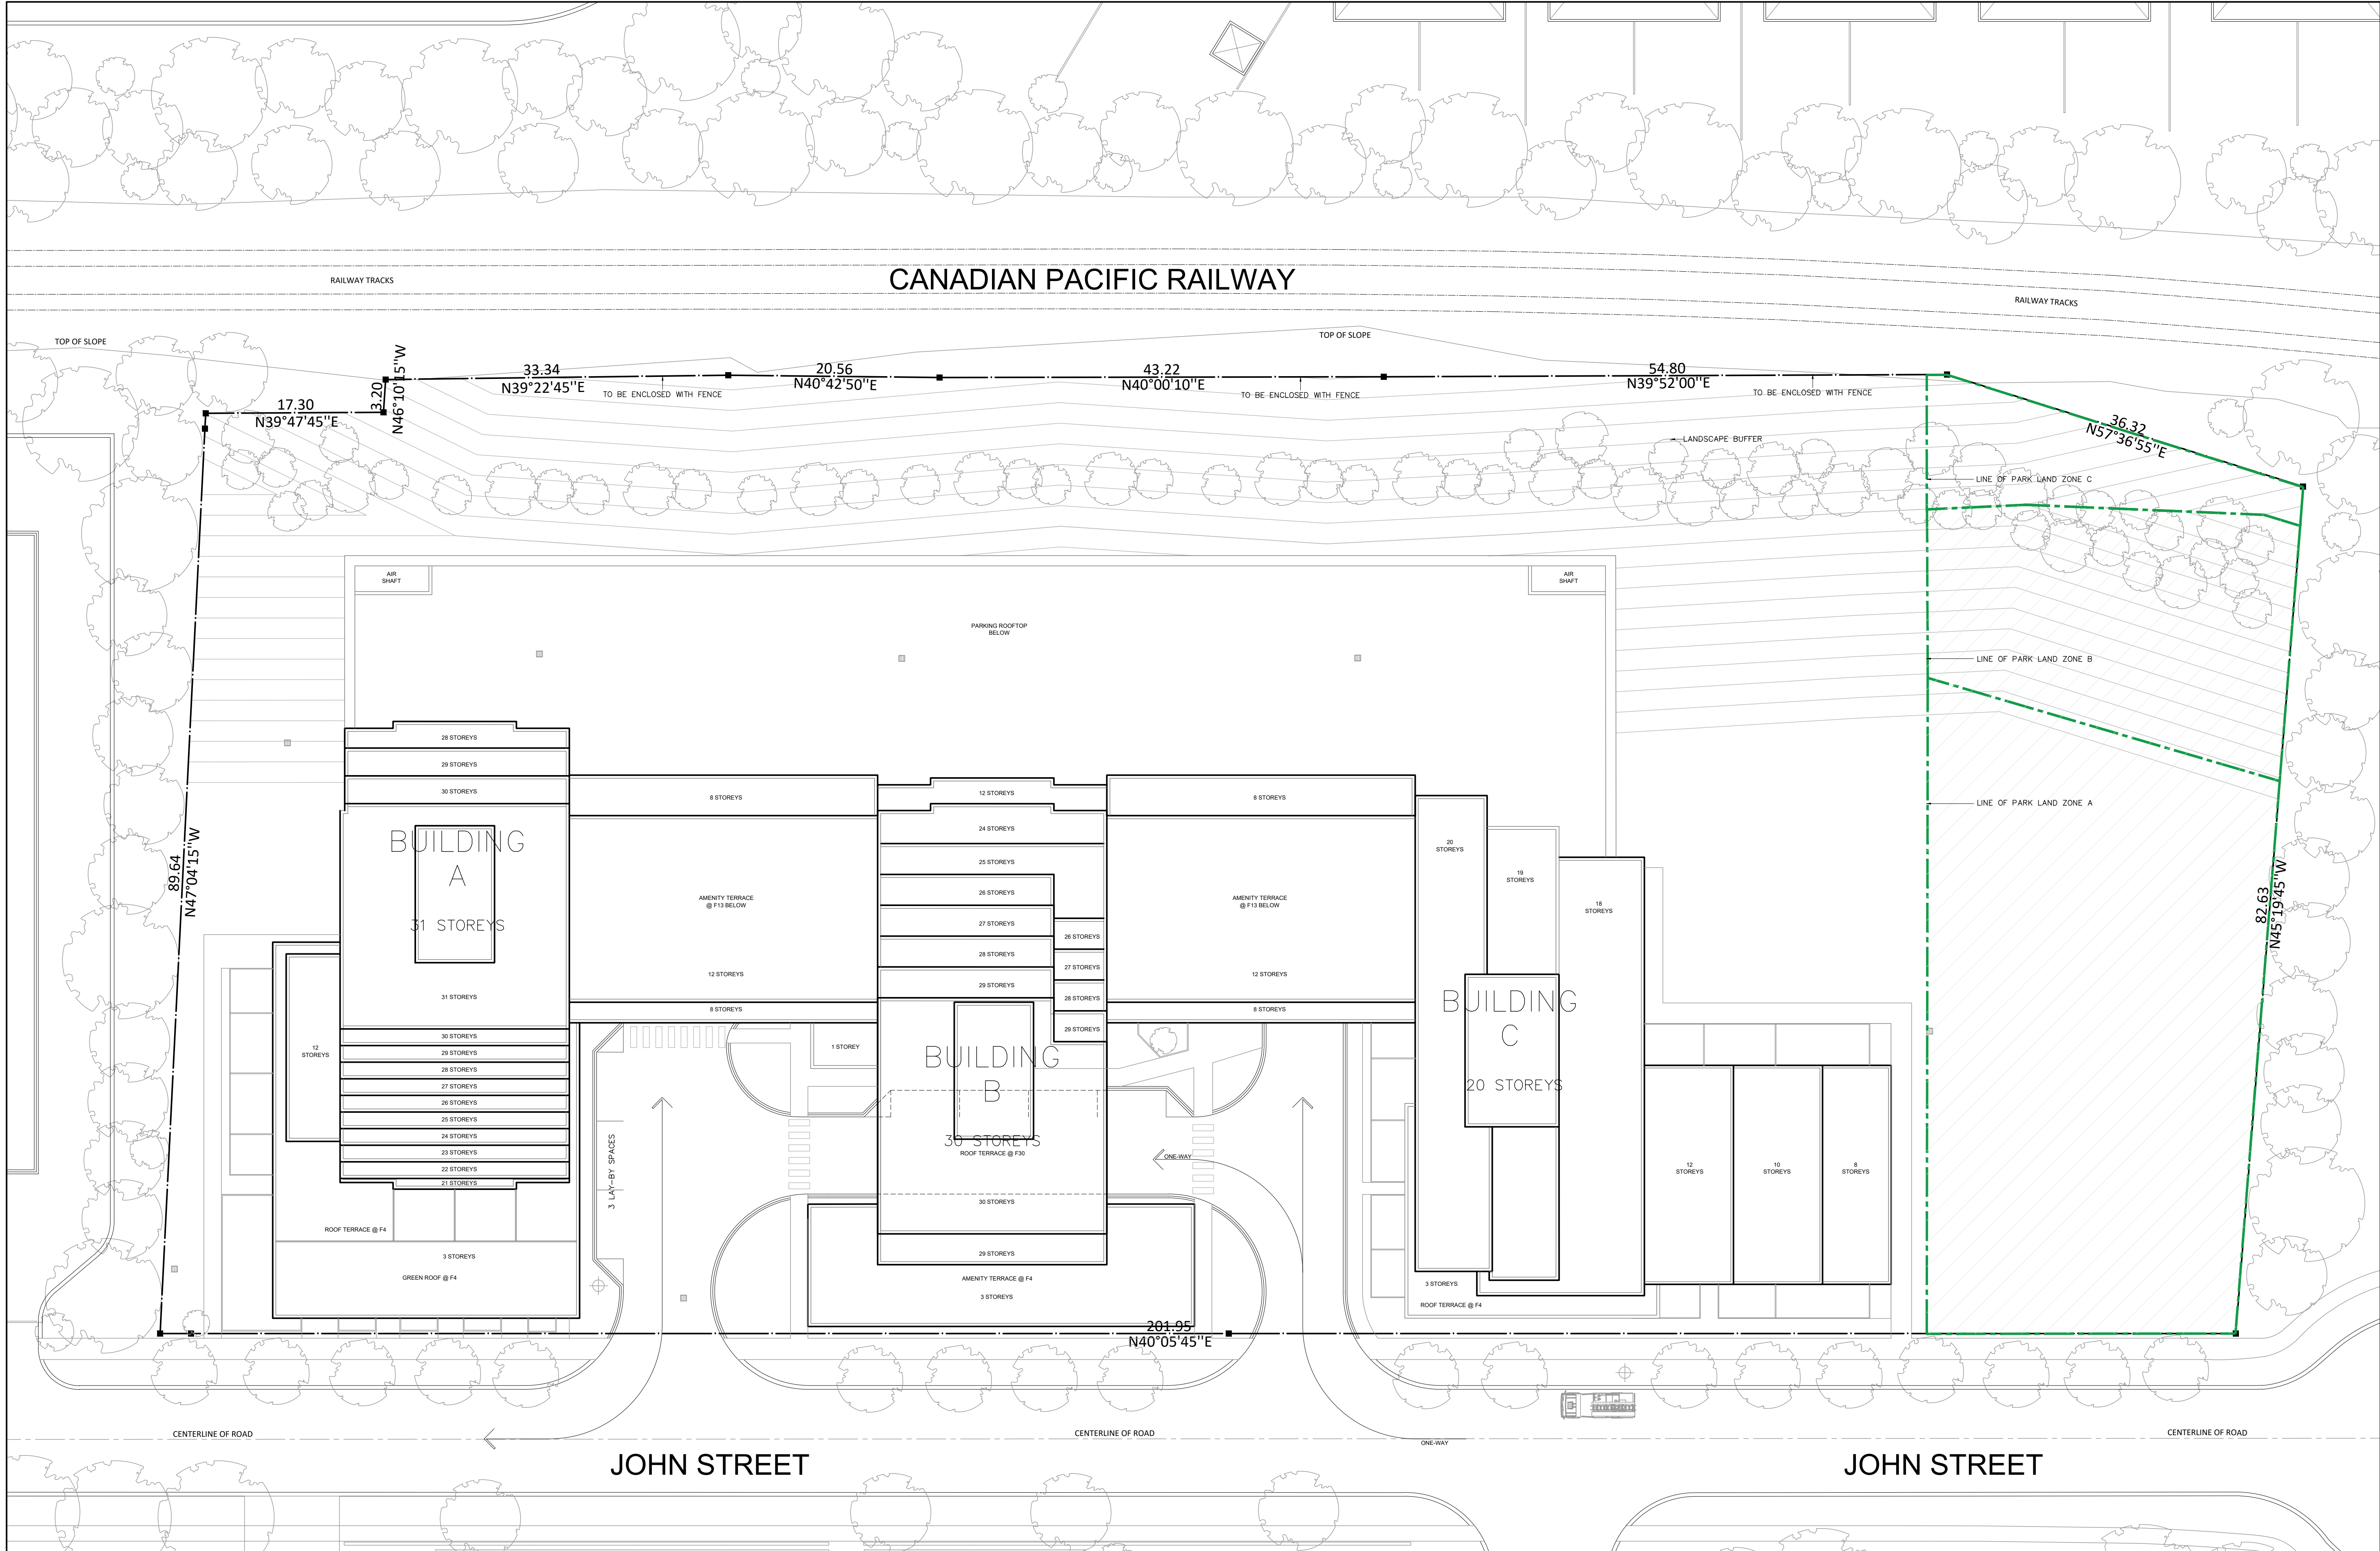 CANADIAN PACIFIC RAILWAY
RAILWAY TRACKS
RAILWAY TRACKS
TOP OF SLOPE
TOP OF SLOPE
17.30
N39°47'45"E
3.20
N46°10'15"W
33.34
N39°22'45"E
TO BE ENCLOSED WITH FENCE
20.56
N40°42'50"E
43.22
N40°00'10"E
TO BE ENCLOSED WITH FENCE
54.80
N39°52'00"E
TO BE ENCLOSED WITH FENCE
36.32
N57°36'55"E
LANDSCAPE BUFFER
LINE OF PARK LAND ZONE C
AIR
SHAFT
AIR
SHAFT
PARKING ROOFTOP
BELOW
LINE OF PARK LAND ZONE B
LINE OF PARK LAND ZONE A
89.64
N47°04'15"W
82.63
N45°19'45"W
28 STOREYS
29 STOREYS
30 STOREYS
BUILDING
A
31 STOREYS
31 STOREYS
30 STOREYS
29 STOREYS
28 STOREYS
27 STOREYS
26 STOREYS
25 STOREYS
24 STOREYS
23 STOREYS
22 STOREYS
21 STOREYS
12
STOREYS
ROOF TERRACE @ F4
3 STOREYS
GREEN ROOF @ F4
8 STOREYS
AMENITY TERRACE
@ F13 BELOW
12 STOREYS
8 STOREYS
3 LAY-BY SPACES
1 STOREY
12 STOREYS
24 STOREYS
25 STOREYS
26 STOREYS
27 STOREYS
28 STOREYS
29 STOREYS
26 STOREYS
27 STOREYS
28 STOREYS
29 STOREYS
BUILDING
B
30 STOREYS
ROOF TERRACE @ F30
30 STOREYS
29 STOREYS
AMENITY TERRACE @ F4
3 STOREYS
8 STOREYS
AMENITY TERRACE
@ F13 BELOW
12 STOREYS
8 STOREYS
ONE-WAY
20
STOREYS
19
STOREYS
18
STOREYS
BUILDING
C
20 STOREYS
12
STOREYS
10
STOREYS
8
STOREYS
3 STOREYS
ROOF TERRACE @ F4
201.95
N40°05'45"E
CENTERLINE OF ROAD
CENTERLINE OF ROAD
ONE-WAY
CENTERLINE OF ROAD
JOHN STREET
JOHN STREET